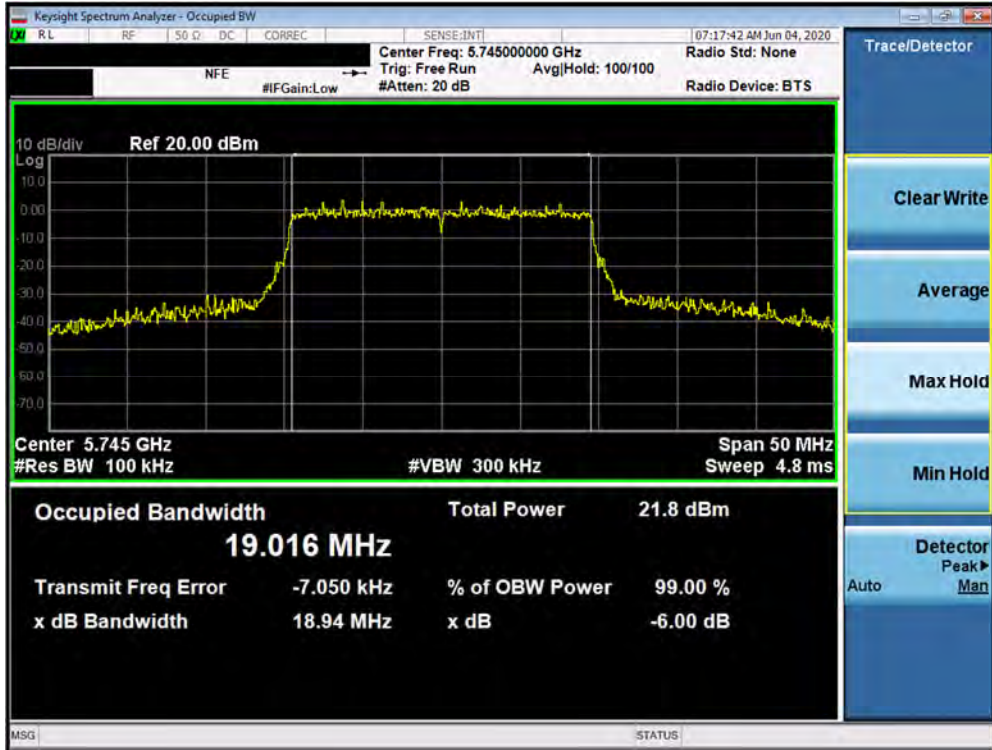 Keysight Spectrum Analyzer - Occupied BW
LXI RL RF 50 Ω DC CORREC SENSE:INT 07:17:42 AM Jun 04, 2020
Center Freq: 5.745000000 GHz Radio Std: None
NFE Trig: Free Run Avg|Hold: 100/100
#IFGain:Low #Atten: 20 dB Radio Device: BTS
10 dB/div Ref 20.00 dBm
Log
10.0
0.00
-10.0
-20.0
-30.0
-40.0
-50.0
-60.0
-70.0
Center 5.745 GHz Span 50 MHz
#Res BW 100 kHz #VBW 300 kHz Sweep 4.8 ms
Occupied Bandwidth Total Power 21.8 dBm
19.016 MHz
Transmit Freq Error -7.050 kHz % of OBW Power 99.00 %
x dB Bandwidth 18.94 MHz x dB -6.00 dB
MSG STATUS
Trace/Detector
Clear Write
Average
Max Hold
Min Hold
Detector
Peak▶
Auto Man